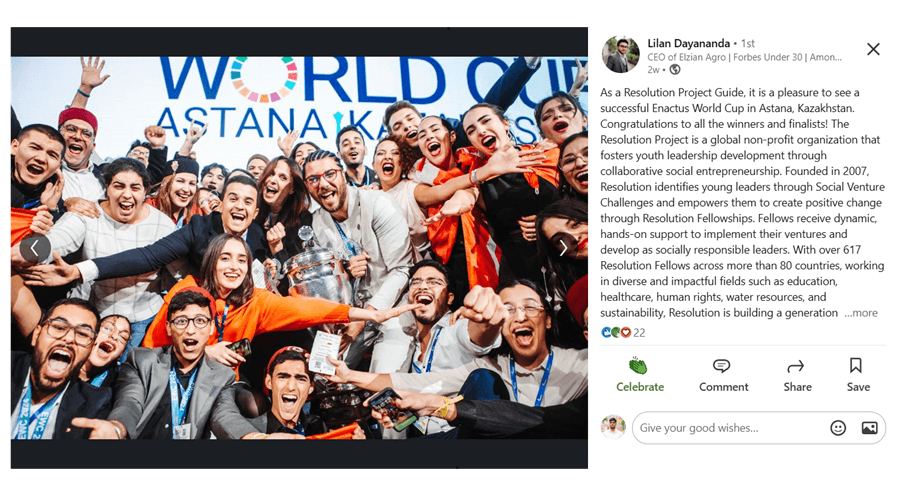 WORLD CUP
ASTANA
Lilan Dayananda • 1st
CEO of Elzian Agro | Forbes Under 30 | Amon...
2w •
As a Resolution Project Guide, it is a pleasure to see a
successful Enactus World Cup in Astana, Kazakhstan.
Congratulations to all the winners and finalists! The
Resolution Project is a global non-profit organization that
fosters youth leadership development through
collaborative social entrepreneurship. Founded in 2007,
Resolution identifies young leaders through Social Venture
Challenges and empowers them to create positive change
through Resolution Fellowships. Fellows receive dynamic,
hands-on support to implement their ventures and
develop as socially responsible leaders. With over 617
Resolution Fellows across more than 80 countries, working
in diverse and impactful fields such as education,
healthcare, human rights, water resources, and
sustainability, Resolution is building a generation ...more
22
Celebrate Comment Share Save
Give your good wishes...